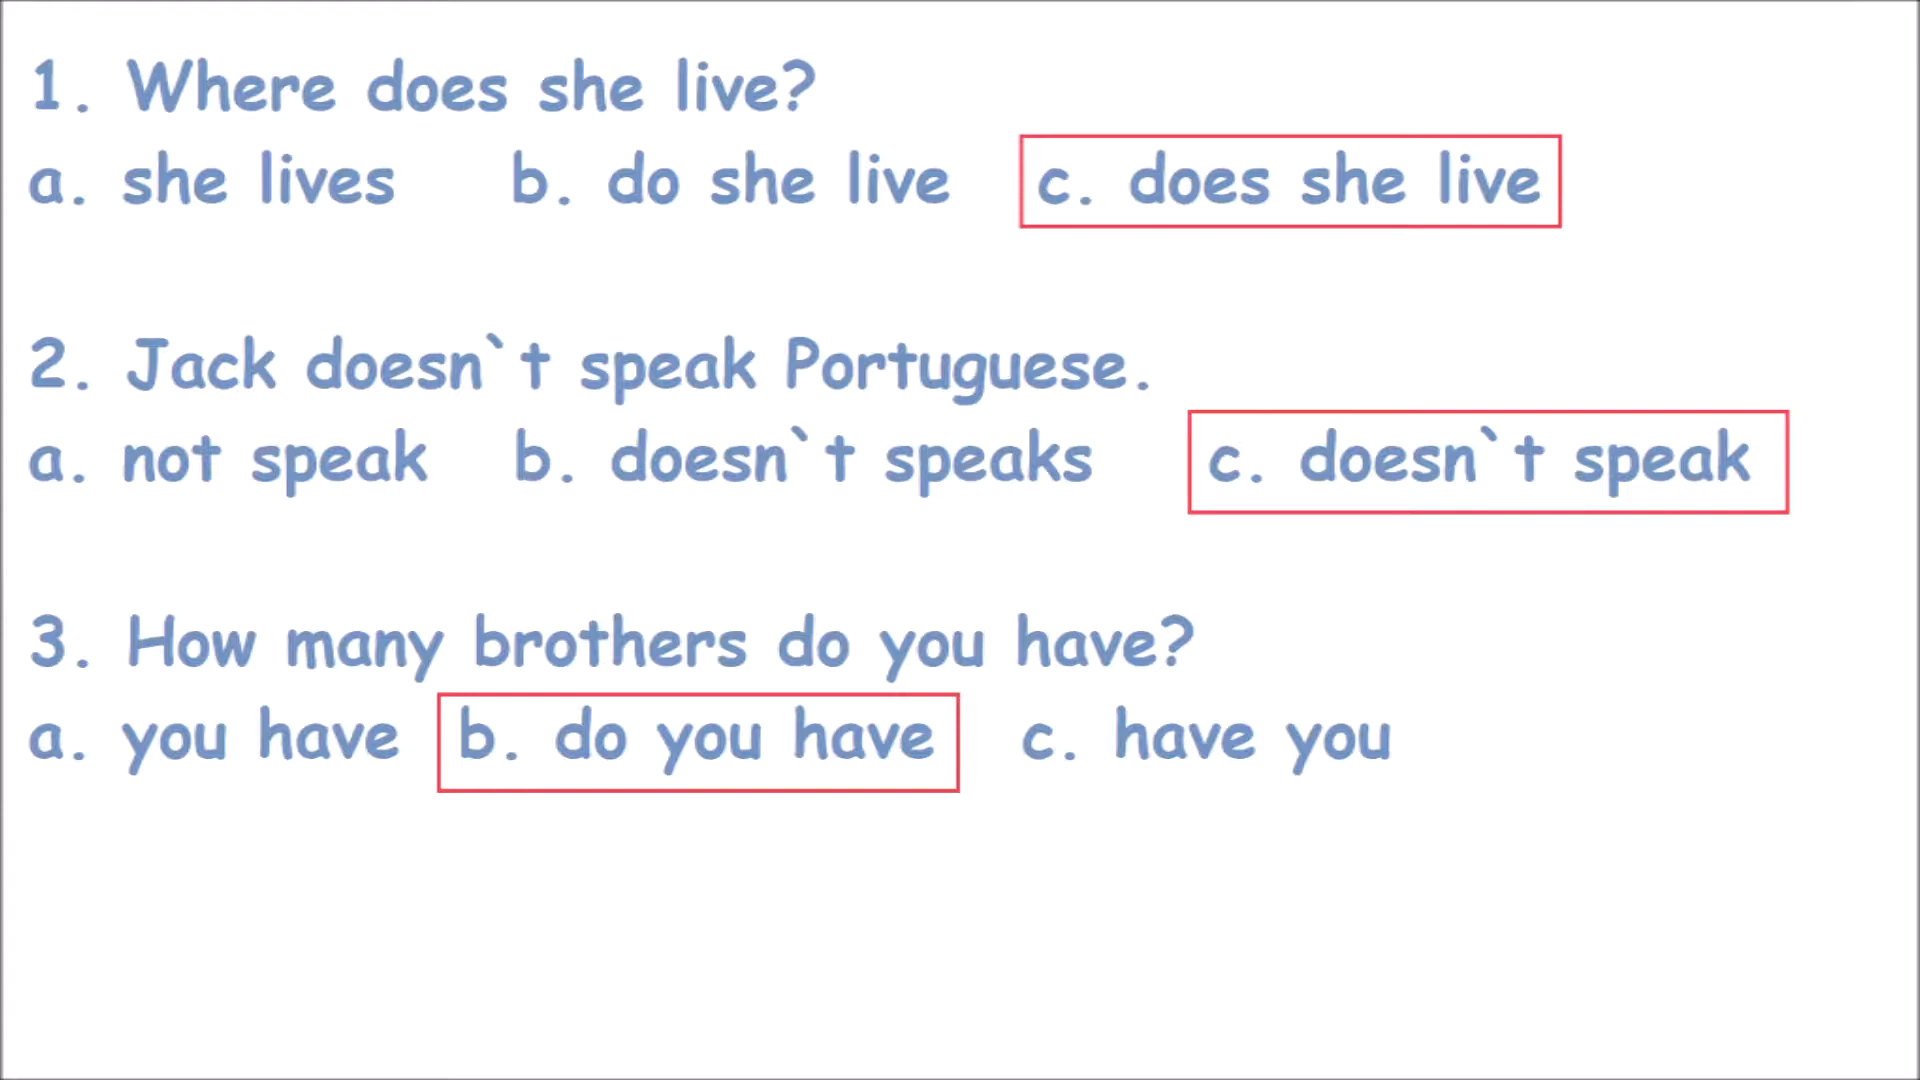 1. Where does she live?
a. she lives b. do she live c. does she live
2. Jack doesn`t speak Portuguese.
a. not speak b. doesn`t speaks c. doesn`t speak
3. How many brothers do you have?
a. you have b. do you have c. have you